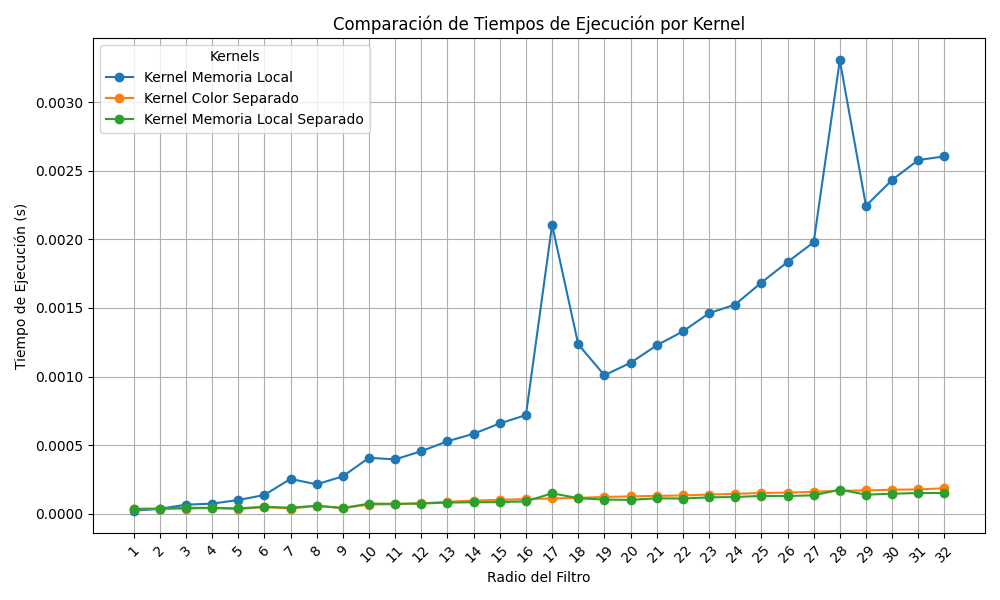 Comparación de Tiempos de Ejecución por Kernel
Kernels
Kernel Memoria Local
Kernel Color Separado
Kernel Memoria Local Separado
Tiempo de Ejecución (s)
0.0030
0.0025
0.0020
0.0015
0.0010
0.0005
0.0000
1 2 3 4 5 6 7 8 9 10 11 12 13 14 15 16 17 18 19 20 21 22 23 24 25 26 27 28 29 30 31 32
Radio del Filtro